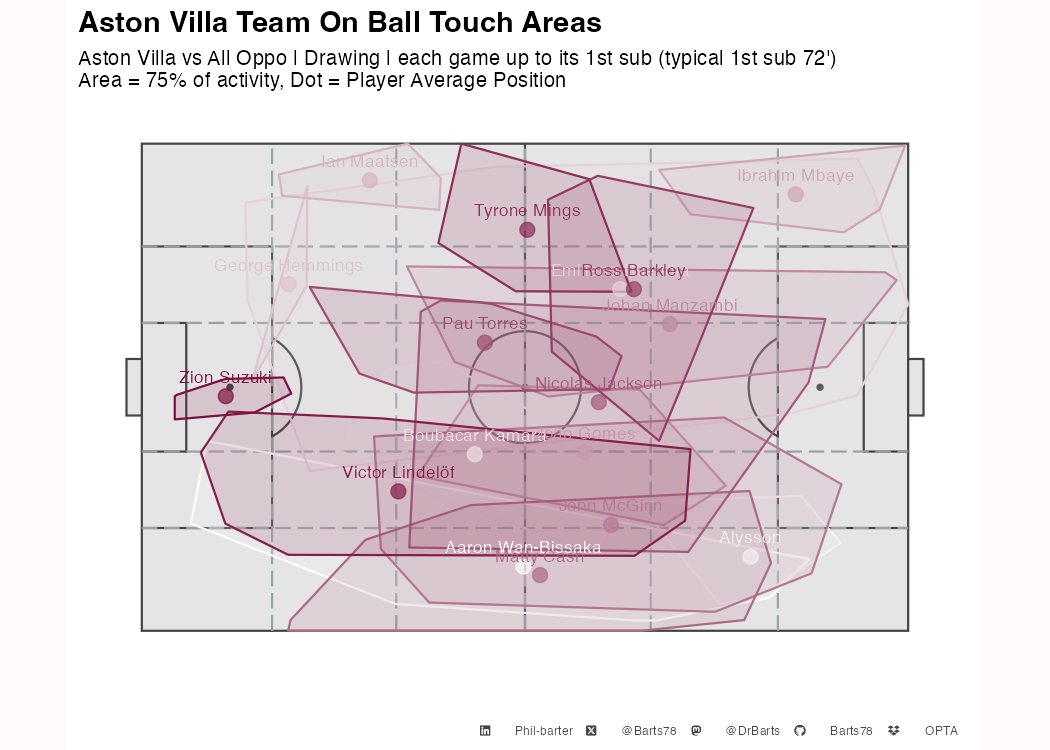 Aston Villa Team On Ball Touch Areas
Aston Villa vs All Oppo | Drawing | each game up to its 1st sub (typical 1st sub 72')
Area = 75% of activity, Dot = Player Average Position
Ian Maatsen
Ibrahim Mbaye
Tyrone Mings
George Hemmings
Ross Barkley
Johan Manzambi
Pau Torres
Zion Suzuki
Nicolas Jackson
Boubacar Kamara
Gomes
Victor Lindelöf
John McGinn
Alysson
Aaron Wan-Bissaka
Matty Cash
Phil-barter @Barts78 @DrBarts Barts78 OPTA